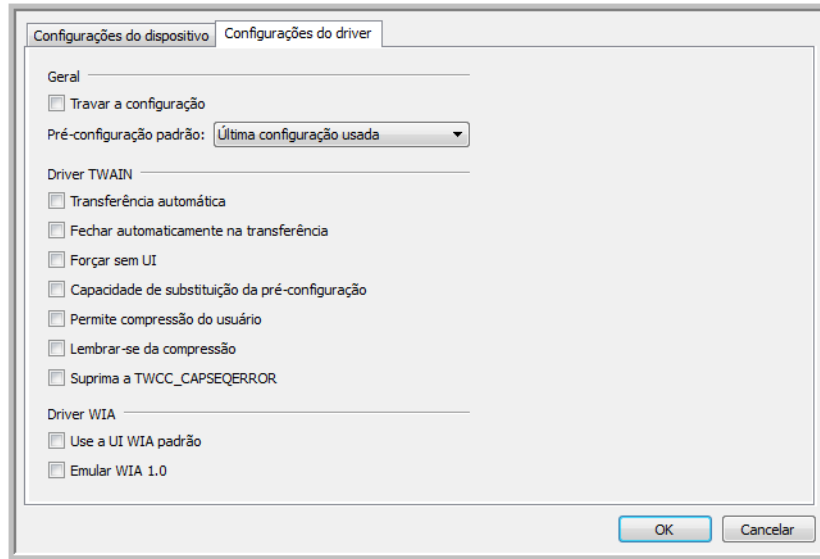 Configurações do dispositivo Configurações do driver
Geral
Travar a configuração
Pré-configuração padrão: Última configuração usada
Driver TWAIN
Transferência automática
Fechar automaticamente na transferência
Forçar sem UI
Capacidade de substituição da pré-configuração
Permite compressão do usuário
Lembrar-se da compressão
Suprima a TWCC_CAPSEQERROR
Driver WIA
Use a UI WIA padrão
Emular WIA 1.0
OK Cancelar